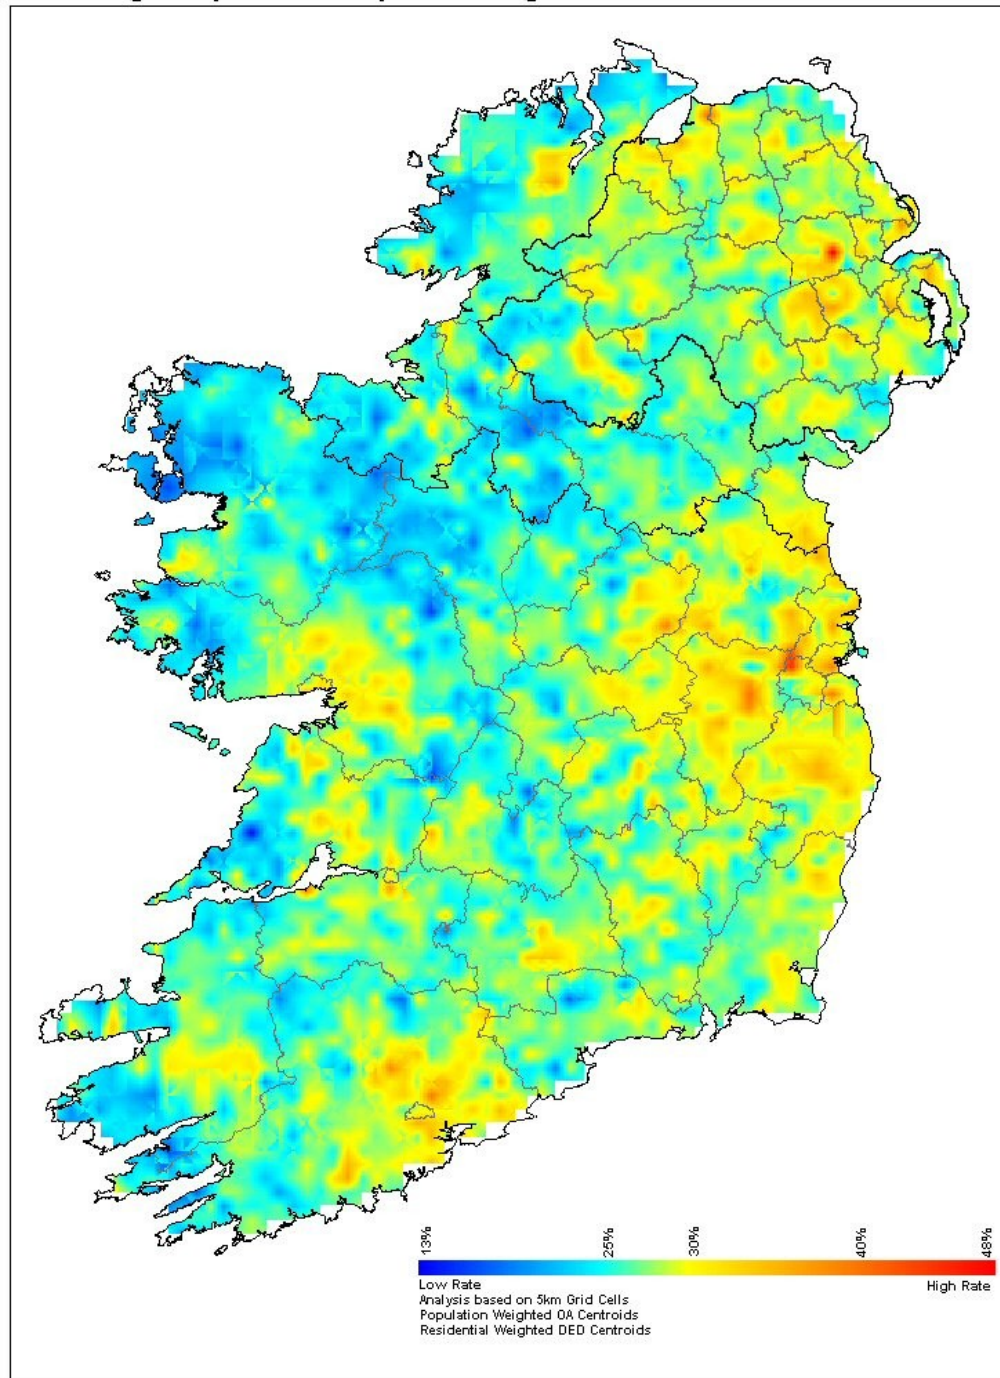 13%
25%
30%
40%
48%
Low Rate
High Rate
Analysis based on 5km Grid Cells
Population Weighted OA Centroids
Residential Weighted DED Centroids